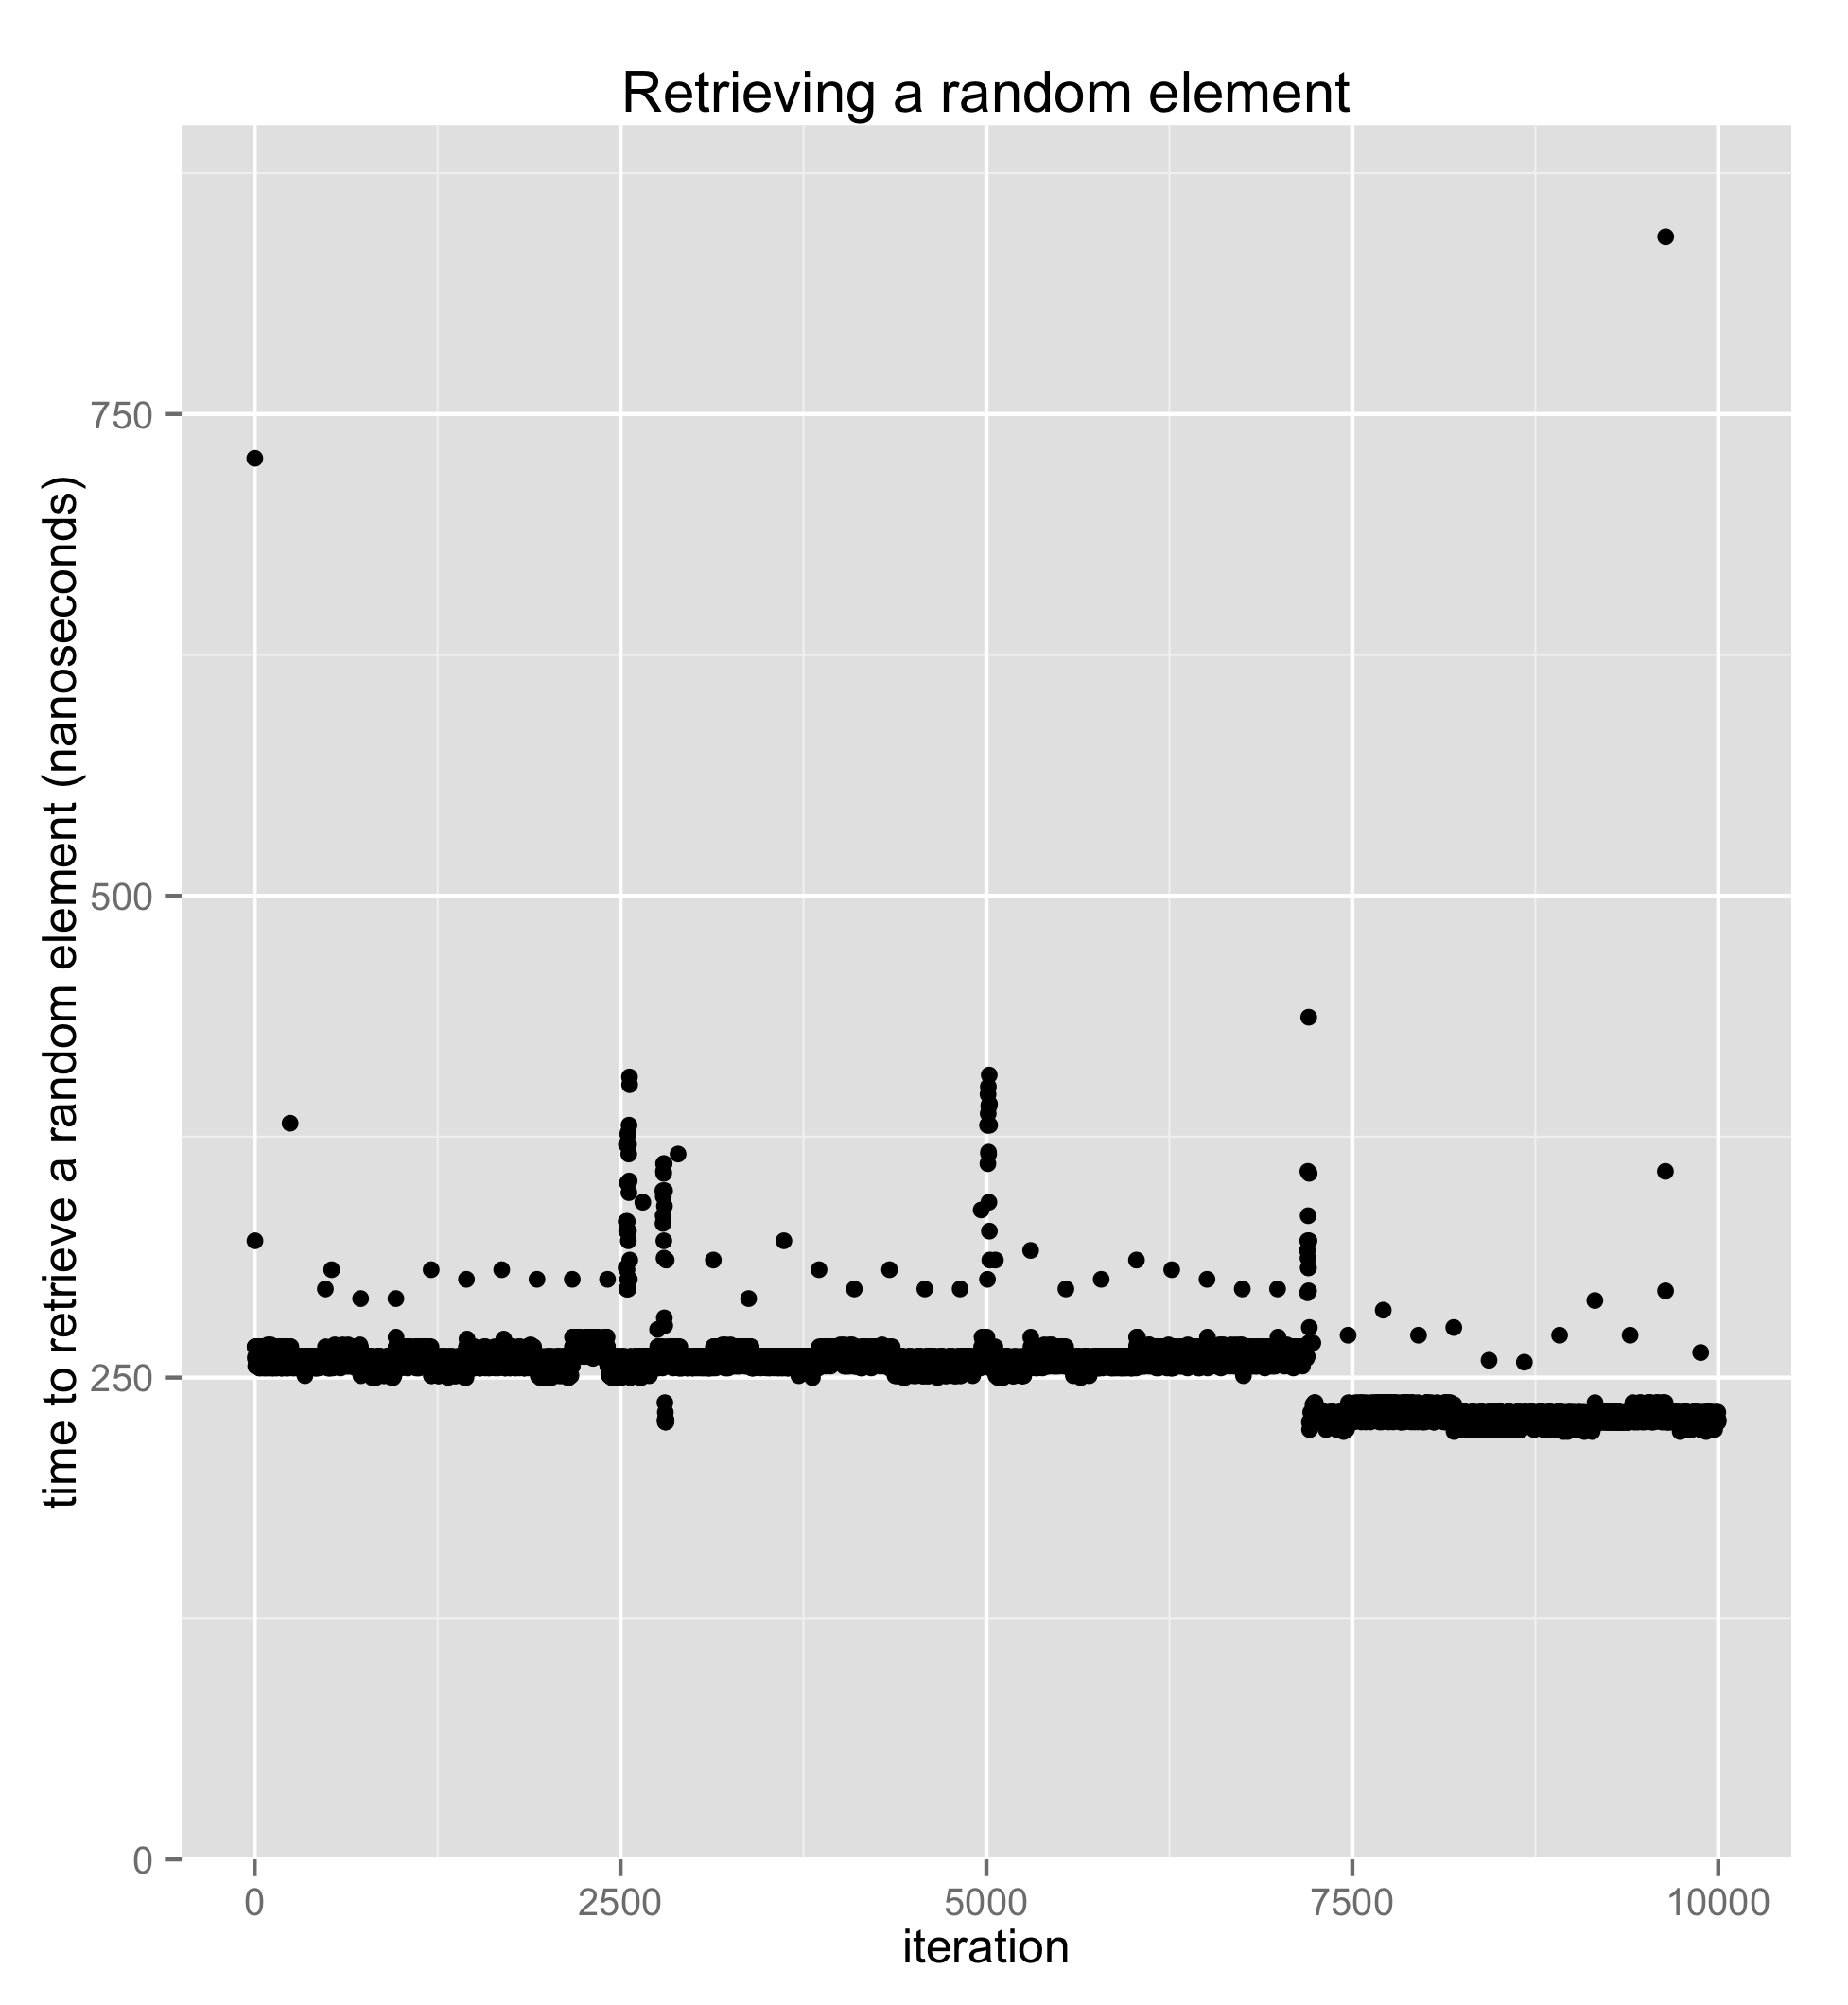 Retrieving a random element
time to retrieve a random element (nanoseconds)
750
500
250
0
0 2500 5000 7500 10000
iteration